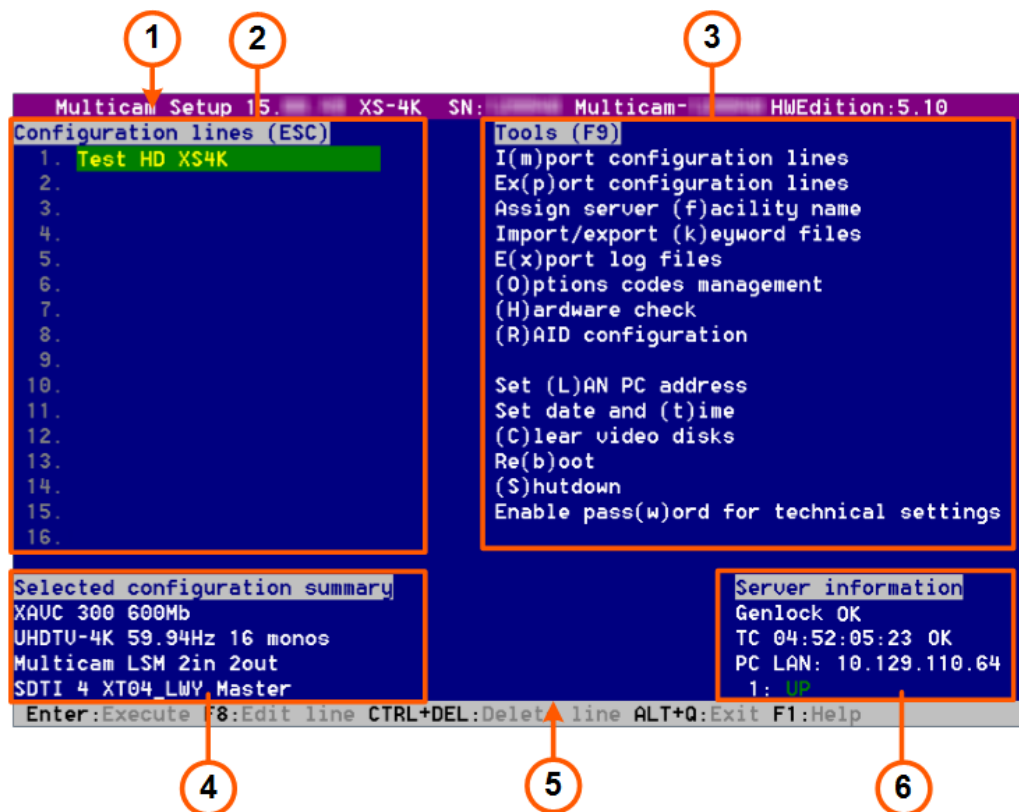 1 2 3
Multicam Setup 15. XS-4K SN: Multicam- HWEdition:5.10
Configuration lines (ESC)
1. Test HD XS4K
2.
3.
4.
5.
6.
7.
8.
9.
10.
11.
12.
13.
14.
15.
16.
Tools (F9)
I(m)port configuration lines
Ex(p)ort configuration lines
Assign server (f)acility name
Import/export (k)eyword files
E(x)port log files
(O)ptions codes management
(H)ardware check
(R)AID configuration
Set (L)AN PC address
Set date and (t)ime
(C)lear video disks
Re(b)oot
(S)hutdown
Enable pass(w)ord for technical settings
Selected configuration summary
XAVC 300 600Mb
UHDTV-4K 59.94Hz 16 monos
Multicam LSM 2in 2out
SDTI 4 XT04_LWY Master
Server information
Genlock OK
TC 04:52:05:23 OK
PC LAN: 10.129.110.64
1: UP
Enter:Execute F8:Edit line CTRL+DEL:Delete line ALT+Q:Exit F1:Help
4 5 6